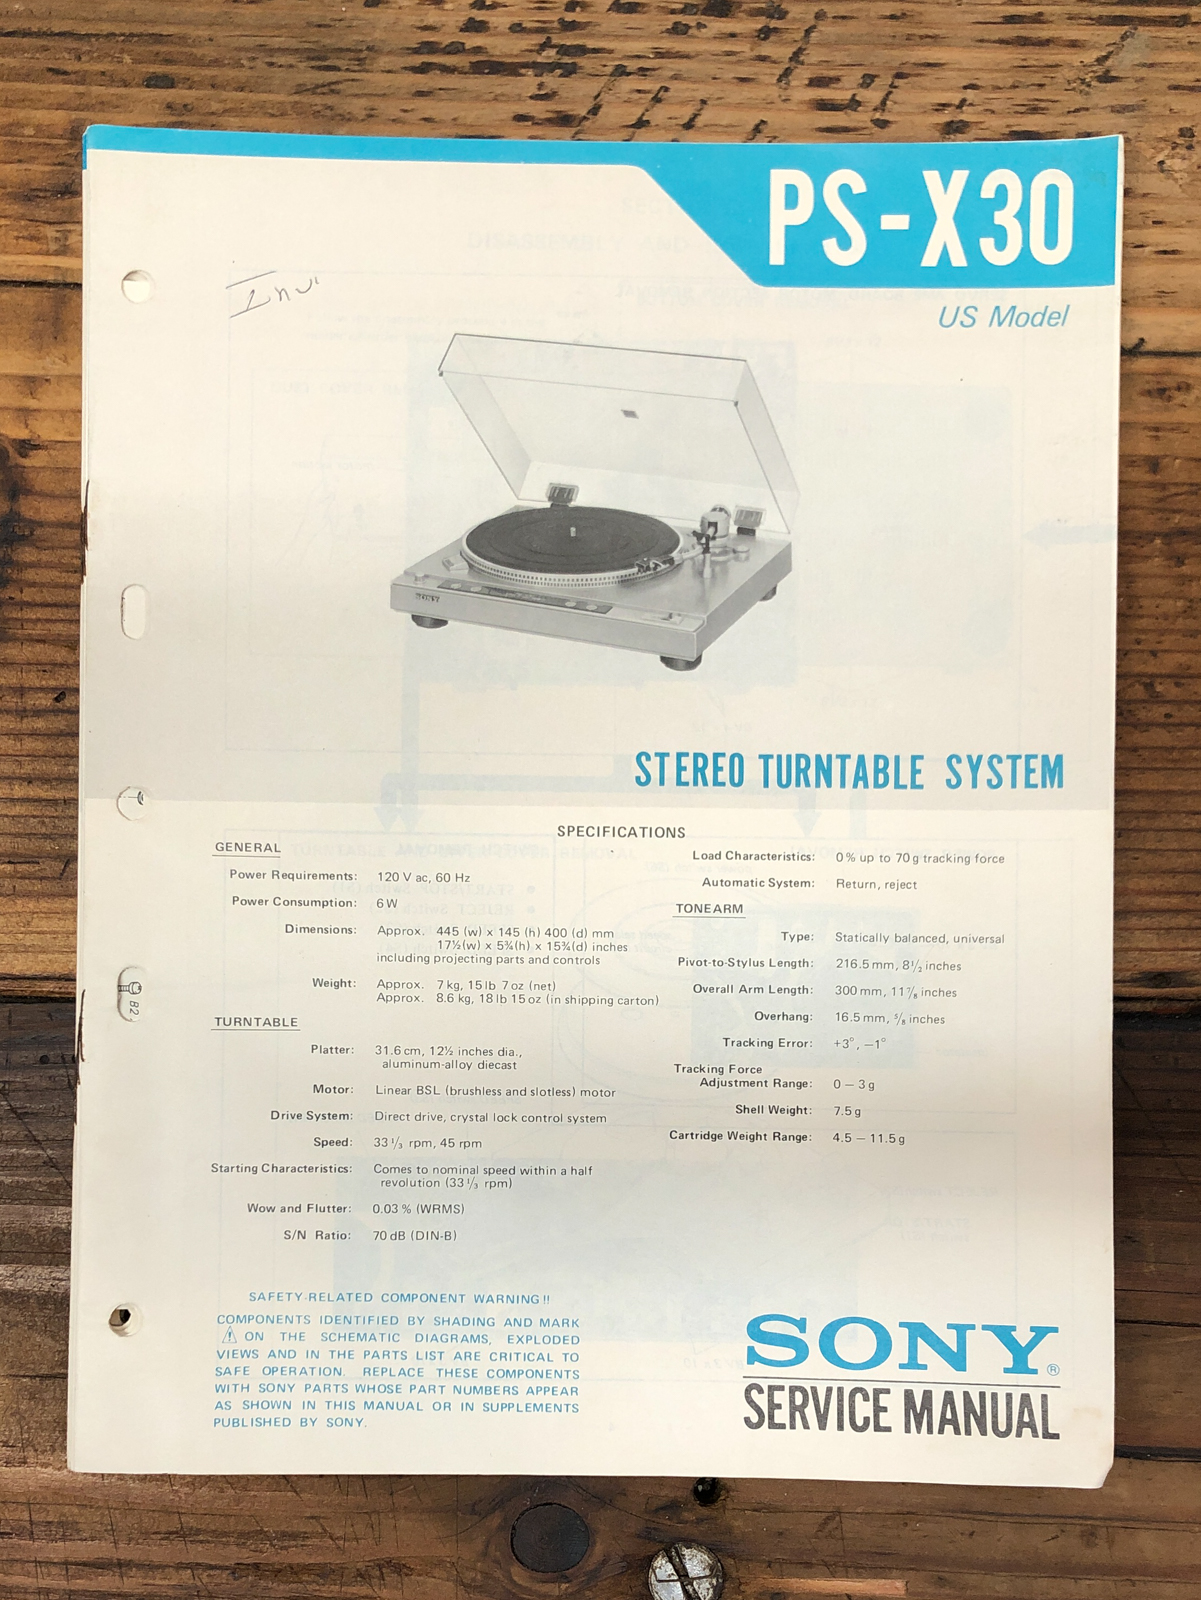 PS-X30
US Model
SONY
STEREO TURNTABLE SYSTEM
SPECIFICATIONS
GENERAL
Power Requirements: 120 V ac, 60 Hz
Power Consumption: 6 W
Dimensions: Approx. 445 (w) x 145 (h) 400 (d) mm
17½(w) x 5¾(h) x 15¾(d) inches
including projecting parts and controls
Weight: Approx. 7 kg, 15 lb 7 oz (net)
Approx. 8.6 kg, 18 lb 15 oz (in shipping carton)
TURNTABLE
Platter: 31.6 cm, 12½ inches dia.,
aluminum-alloy diecast
Motor: Linear BSL (brushless and slotless) motor
Drive System: Direct drive, crystal lock control system
Speed: 33 1/3 rpm, 45 rpm
Starting Characteristics: Comes to nominal speed within a half
revolution (33 1/3 rpm)
Wow and Flutter: 0.03 % (WRMS)
S/N Ratio: 70 dB (DIN-B)
Load Characteristics: 0 % up to 70 g tracking force
Automatic System: Return, reject
TONEARM
Type: Statically balanced, universal
Pivot-to-Stylus Length: 216.5 mm, 8 1/2 inches
Overall Arm Length: 300 mm, 11 7/8 inches
Overhang: 16.5 mm, 5/8 inches
Tracking Error: +3°, −1°
Tracking Force
Adjustment Range: 0 − 3 g
Shell Weight: 7.5 g
Cartridge Weight Range: 4.5 − 11.5 g
82
SAFETY-RELATED COMPONENT WARNING !!
COMPONENTS IDENTIFIED BY SHADING AND MARK
⚠ ON THE SCHEMATIC DIAGRAMS, EXPLODED
VIEWS AND IN THE PARTS LIST ARE CRITICAL TO
SAFE OPERATION. REPLACE THESE COMPONENTS
WITH SONY PARTS WHOSE PART NUMBERS APPEAR
AS SHOWN IN THIS MANUAL OR IN SUPPLEMENTS
PUBLISHED BY SONY.
SONY®
SERVICE MANUAL